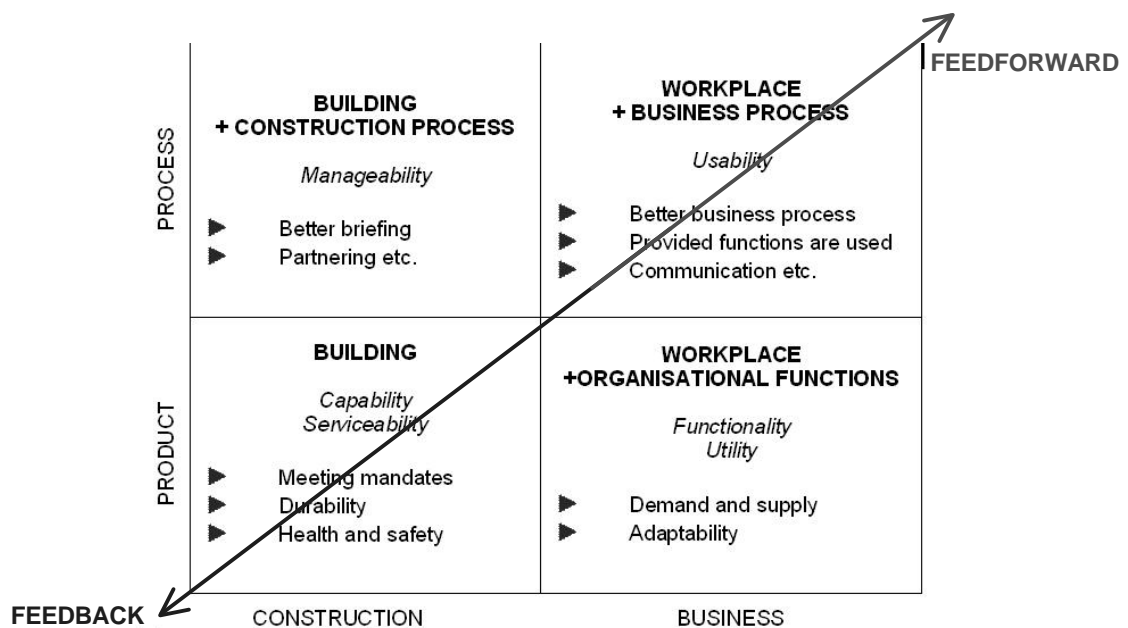 FEEDFORWARD
PROCESS
BUILDING
+ CONSTRUCTION PROCESS
Manageability
Better briefing
Partnering etc.
WORKPLACE
+ BUSINESS PROCESS
Usability
Better business process
Provided functions are used
Communication etc.
PRODUCT
BUILDING
Capability
Serviceability
Meeting mandates
Durability
Health and safety
WORKPLACE
+ORGANISATIONAL FUNCTIONS
Functionality
Utility
Demand and supply
Adaptability
FEEDBACK
CONSTRUCTION
BUSINESS